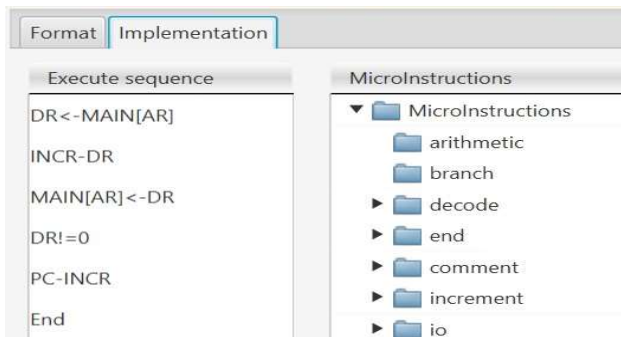 Format Implementation
Execute sequence
DR<-MAIN[AR]
INCR-DR
MAIN[AR]<-DR
DR!=0
PC-INCR
End
MicroInstructions
MicroInstructions
arithmetic
branch
decode
end
comment
increment
io